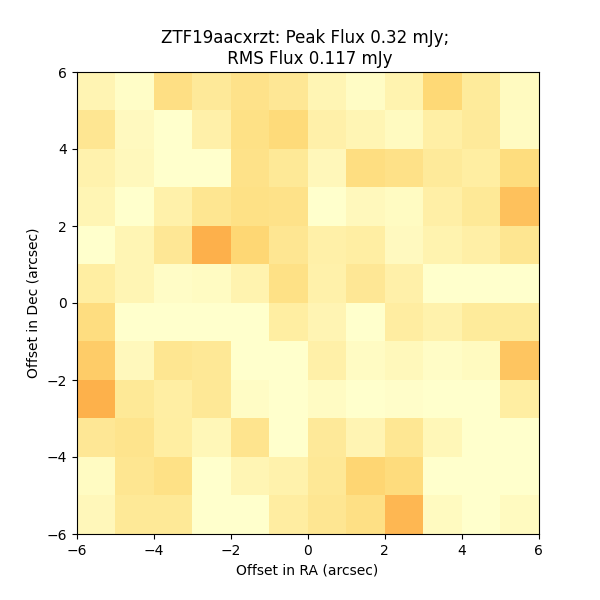 ZTF19aacxrzt: Peak Flux 0.32 mJy;
RMS Flux 0.117 mJy
6
4
2
0
−2
−4
−6
Offset in Dec (arcsec)
−6 −4 −2 0 2 4 6
Offset in RA (arcsec)